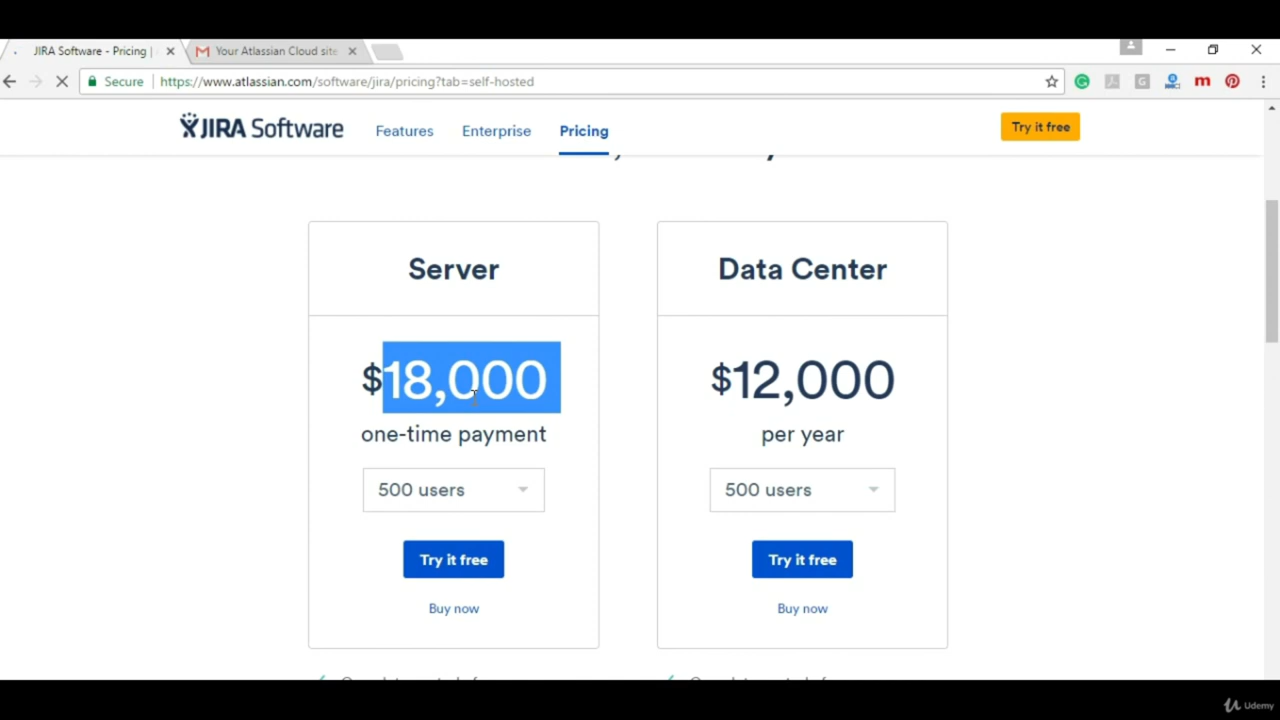 JIRA Software - Pricing |
Your Atlassian Cloud site
Secure https://www.atlassian.com/software/jira/pricing?tab=self-hosted
JIRA Software Features Enterprise Pricing Try it free
Server
$18,000
one-time payment
500 users
Try it free
Buy now
Data Center
$12,000
per year
500 users
Try it free
Buy now
Udemy